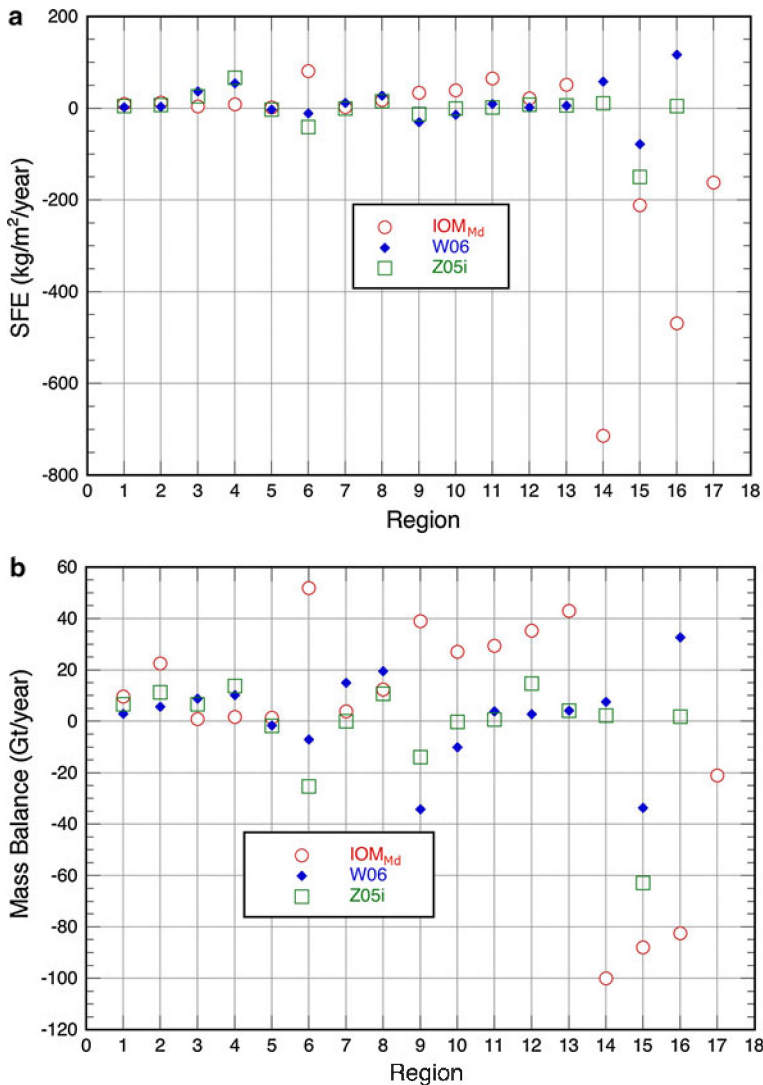 a
200
0
-200
-400
-600
-800
SFE (kg/m²/year)
IOM_Md
W06
Z05i
0 1 2 3 4 5 6 7 8 9 10 11 12 13 14 15 16 17 18
Region
b
60
40
20
0
-20
-40
-60
-80
-100
-120
Mass Balance (Gt/year)
IOM_Md
W06
Z05i
0 1 2 3 4 5 6 7 8 9 10 11 12 13 14 15 16 17 18
Region